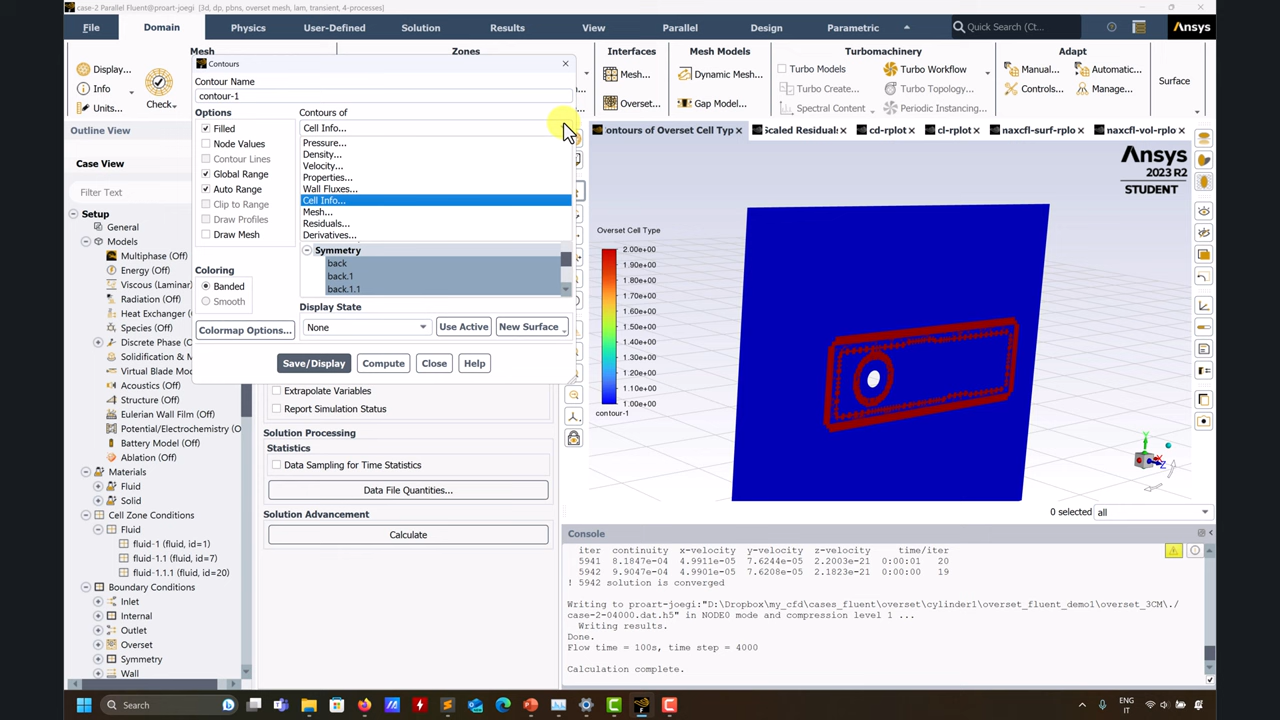 case-2 Parallel Fluent@proart-joegi [3d, dp, pbns, overset mesh, lam, transient, 4-processes]
File
Domain
Physics
User-Defined
Solution
Results
View
Parallel
Design
Parametric
Quick Search (Ctrl...
Ansys
Mesh
Zones
Interfaces
Mesh Models
Turbomachinery
Adapt
Display...
Info
Units...
Check
Mesh...
Overset...
Dynamic Mesh...
Gap Model...
Turbo Models
Turbo Create...
Spectral Content
Turbo Workflow
Turbo Topology...
Periodic Instancing...
Manual...
Controls...
Automatic...
Manage...
Surface
Contours
Contour Name
contour-1
Options
Filled
Node Values
Contour Lines
Global Range
Auto Range
Clip to Range
Draw Profiles
Draw Mesh
Coloring
Banded
Smooth
Colormap Options...
Contours of
Cell Info...
Pressure...
Density...
Velocity...
Properties...
Wall Fluxes...
Cell Info...
Mesh...
Residuals...
Derivatives...
Symmetry
back
back.1
back.1.1
Display State
None
Use Active
New Surface
Save/Display
Compute
Close
Help
Outline View
Case View
Filter Text
Setup
General
Models
Multiphase (Off)
Energy (Off)
Viscous (Laminar)
Radiation (Off)
Heat Exchanger
Species (Off)
Discrete Phase (
Solidification &
Virtual Blade Mod
Acoustics (Off)
Structure (Off)
Eulerian Wall Film (Off)
Potential/Electrochemistry
Battery Model (Off)
Ablation (Off)
Materials
Fluid
Solid
Cell Zone Conditions
Fluid
fluid-1 (fluid, id=1)
fluid-1.1 (fluid, id=7)
fluid-1.1.1 (fluid, id=20)
Boundary Conditions
Inlet
Internal
Outlet
Overset
Symmetry
Wall
Extrapolate Variables
Report Simulation Status
Solution Processing
Statistics
Data Sampling for Time Statistics
Data File Quantities...
Solution Advancement
Calculate
ontours of Overset Cell Typ
Scaled Residual
cd-rplot
cl-rplot
naxcfl-surf-rplot
naxcfl-vol-rplot
Ansys
2023 R2
STUDENT
Overset Cell Type
2.00e+00
1.90e+00
1.80e+00
1.70e+00
1.60e+00
1.50e+00
1.40e+00
1.30e+00
1.20e+00
1.10e+00
1.00e+00
contour-1
Y
X
Z
0 selected
all
Console
iter continuity x-velocity y-velocity z-velocity time/iter
5941 8.1847e-04 4.9911e-05 7.6244e-05 2.2003e-21 0:00:01 20
5942 9.9047e-04 4.9901e-05 7.6208e-05 2.1823e-21 0:00:00 19
! 5942 solution is converged
Writing to proart-joegi:"D:\Dropbox\my_cfd\cases_fluent\overset\cylinder1\overset_fluent_demo1\overset_3CM\./
case-2-04000.dat.h5" in NODE0 mode and compression level 1 ...
Writing results.
Done.
Flow time = 100s, time step = 4000
Calculation complete.
Search
ENG
IT